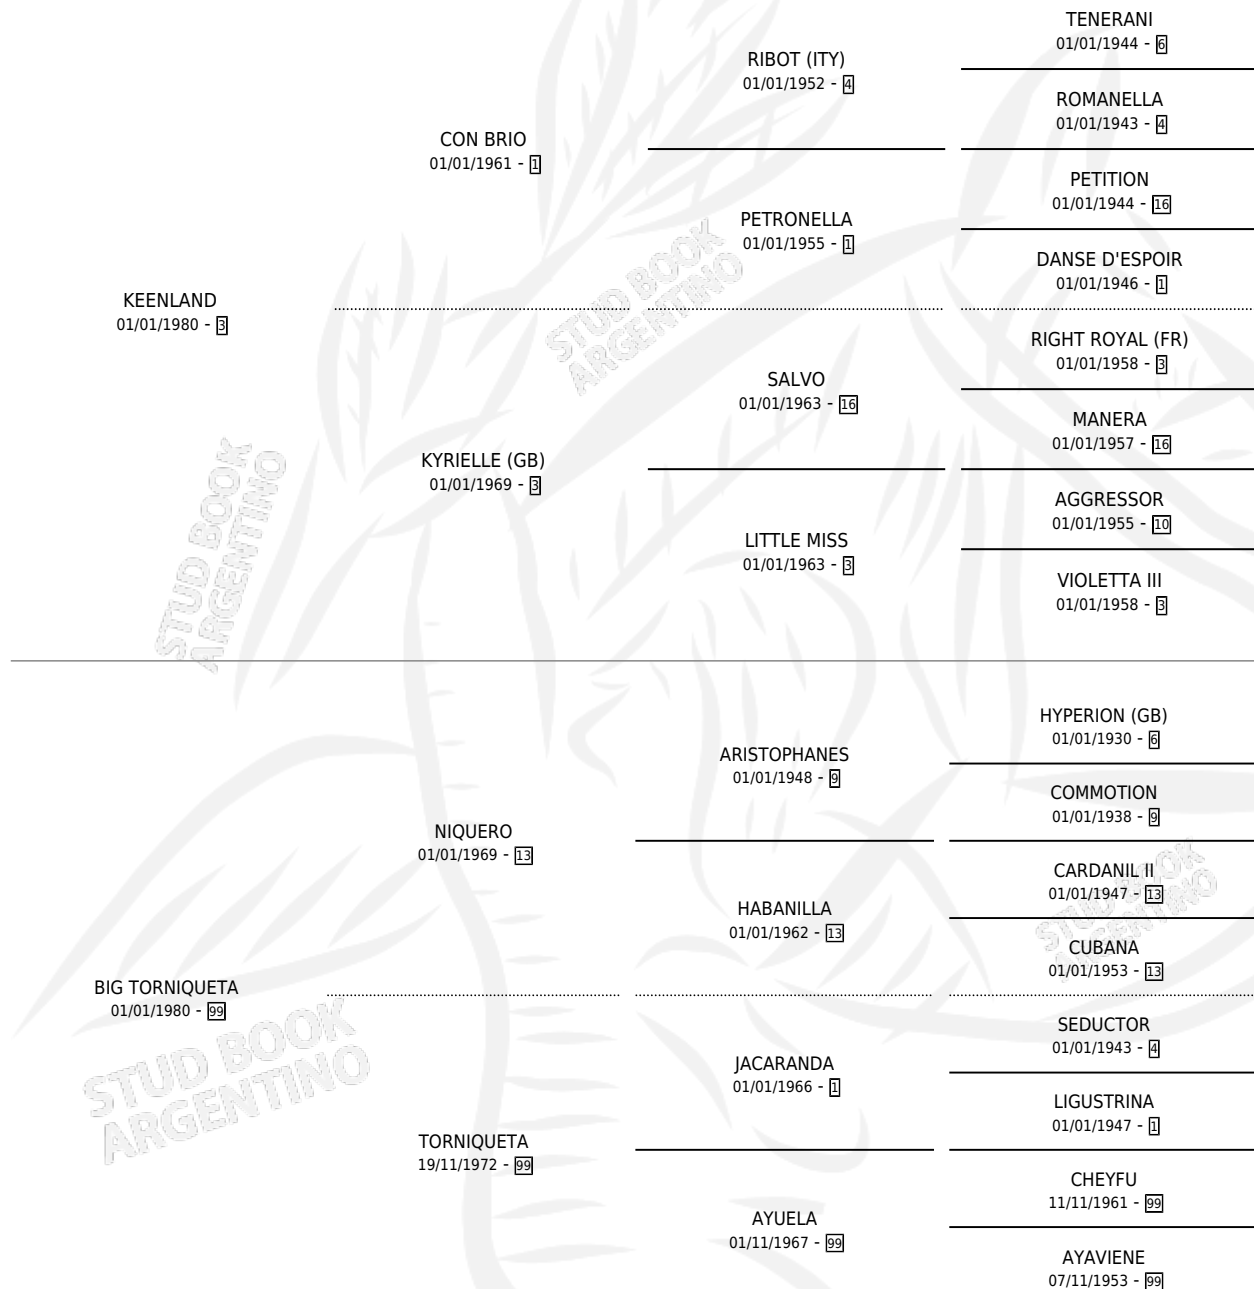 TENERANI
01/01/1944 - 6
RIBOT (ITY)
01/01/1952 - 4
ROMANELLA
01/01/1943 - 4
CON BRIO
01/01/1961 - 1
PETITION
01/01/1944 - 16
PETRONELLA
01/01/1955 - 1
DANSE D'ESPOIR
01/01/1946 - 1
KEENLAND
01/01/1980 - 3
RIGHT ROYAL (FR)
01/01/1958 - 3
SALVO
01/01/1963 - 16
MANERA
01/01/1957 - 16
KYRIELLE (GB)
01/01/1969 - 3
AGGRESSOR
01/01/1955 - 10
LITTLE MISS
01/01/1963 - 3
VIOLETTA III
01/01/1958 - 3
STUD BOOK
ARGENTINO
STUD BOOK
ARGENTINO
HYPERION (GB)
01/01/1930 - 6
ARISTOPHANES
01/01/1948 - 9
COMMOTION
01/01/1938 - 9
NIQUERO
01/01/1969 - 13
CARDANIL II
01/01/1947 - 13
HABANILLA
01/01/1962 - 13
CUBANA
01/01/1953 - 13
BIG TORNIQUETA
01/01/1980 - 99
SEDUCTOR
01/01/1943 - 4
JACARANDA
01/01/1966 - 1
LIGUSTRINA
01/01/1947 - 1
TORNIQUETA
19/11/1972 - 99
CHEYFU
11/11/1961 - 99
AYUELA
01/11/1967 - 99
AYAVIENE
07/11/1953 - 99
STUD BOOK
ARGENTINO
STUD BOOK
ARGENTINO